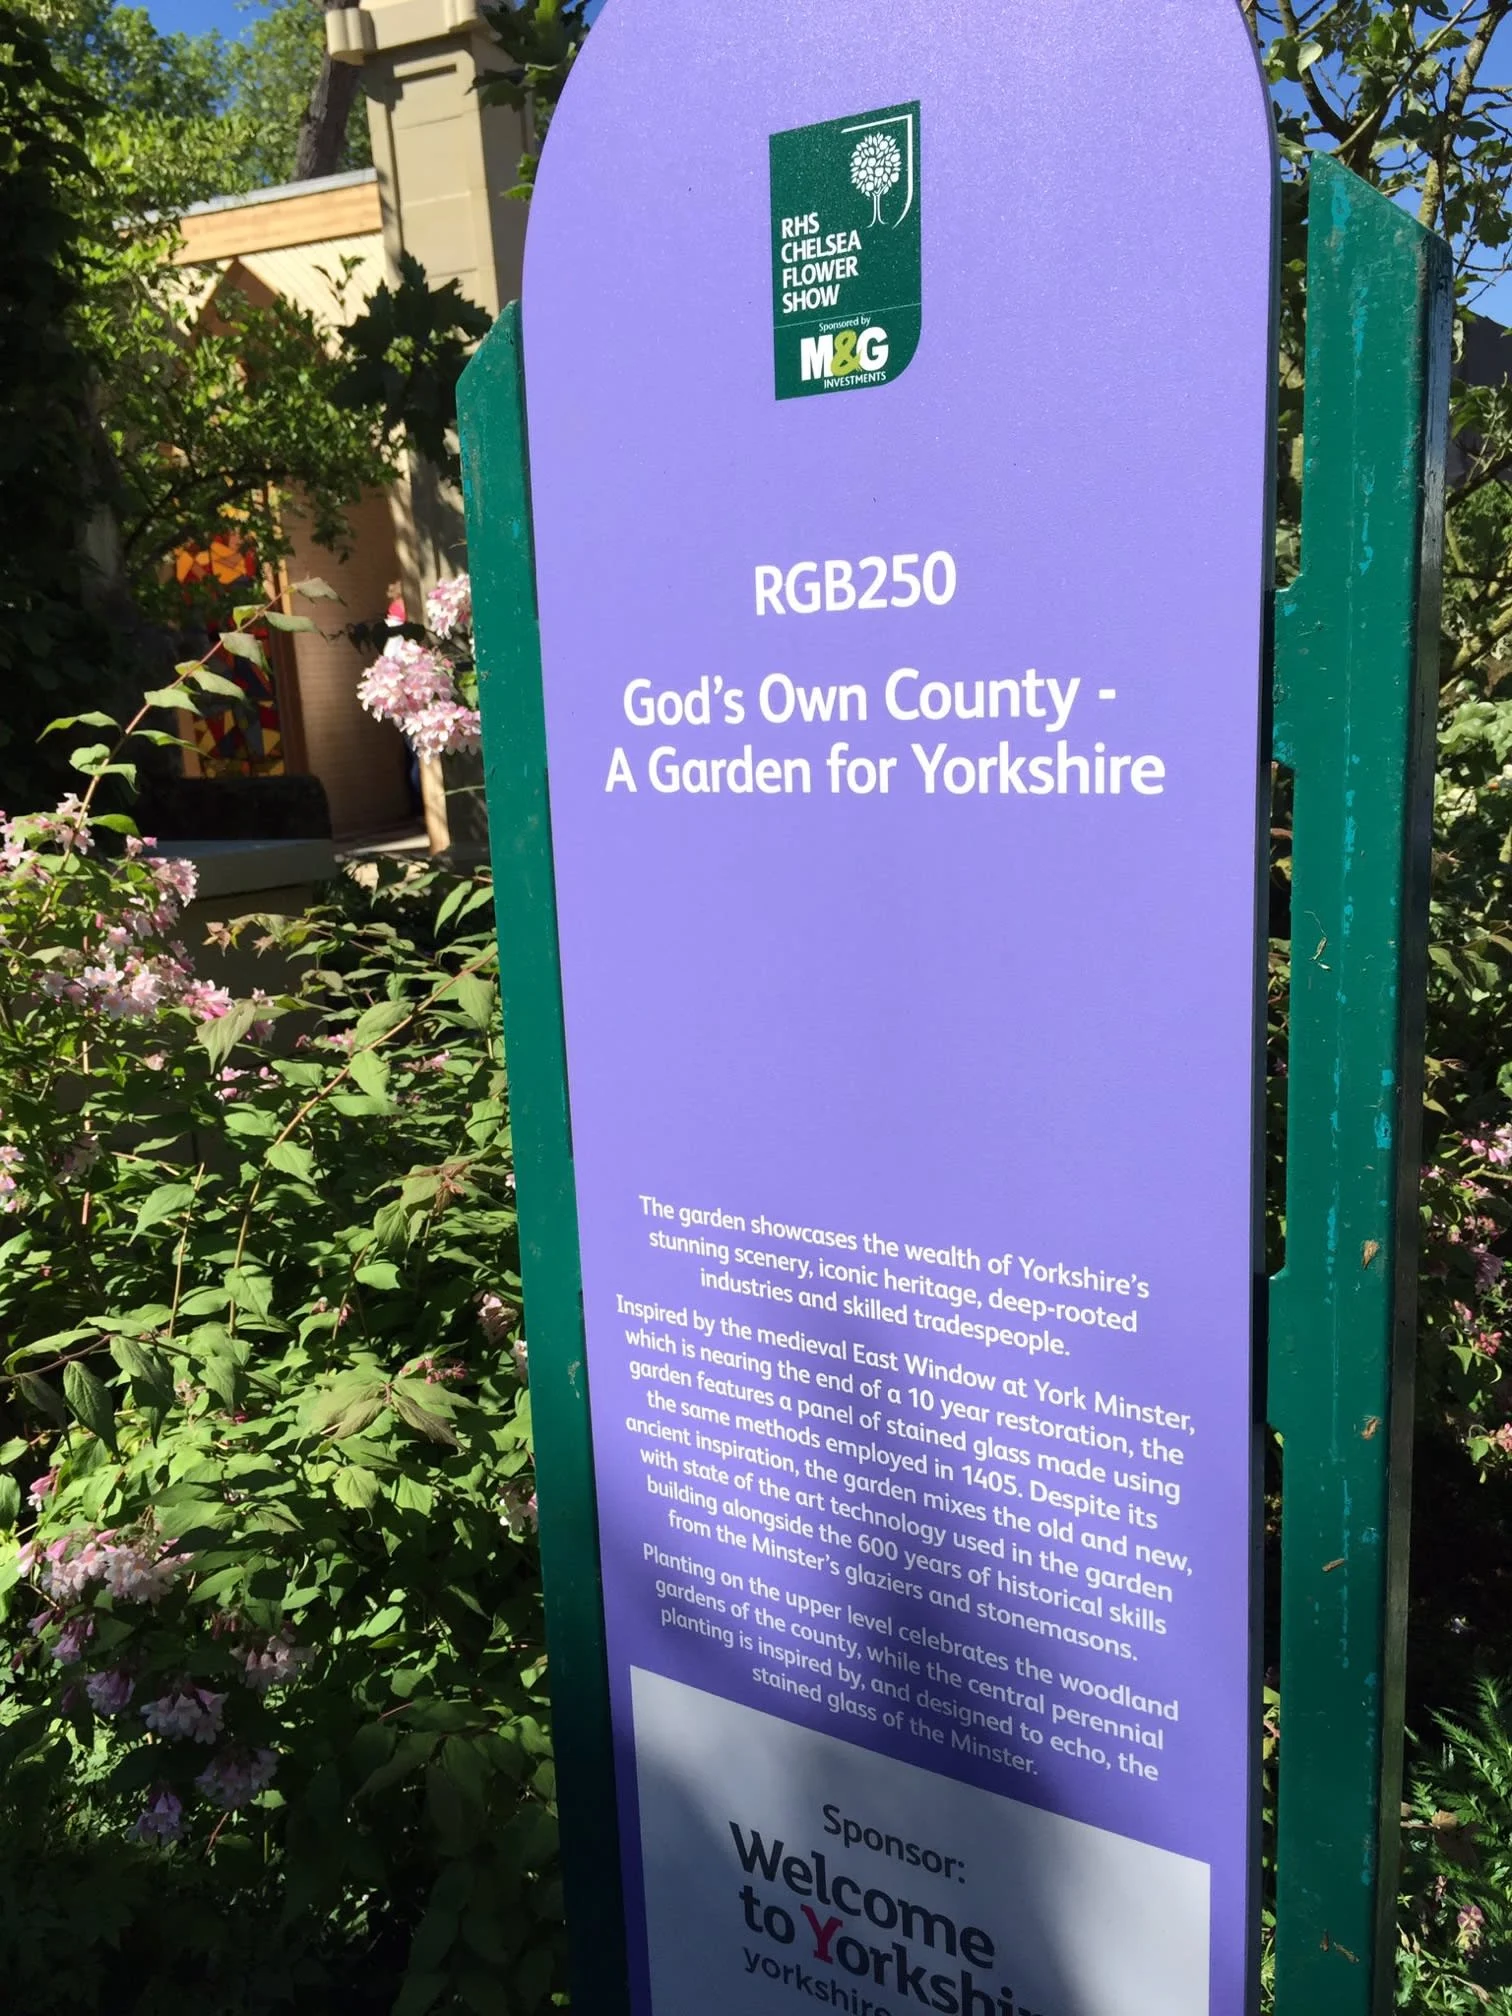 RHS
CHELSEA
FLOWER
SHOW
Sponsored by
M&G
INVESTMENTS
RGB250
God's Own County -
A Garden for Yorkshire
The garden showcases the wealth of Yorkshire's
stunning scenery, iconic heritage, deep-rooted
industries and skilled tradespeople.
Inspired by the medieval East Window at York Minster,
which is nearing the end of a 10 year restoration, the
garden features a panel of stained glass made using
the same methods employed in 1405. Despite its
ancient inspiration, the garden mixes the old and new,
with state of the art technology used in the garden
building alongside the 600 years of historical skills
from the Minster's glaziers and stonemasons.
Planting on the upper level celebrates the woodland
gardens of the county, while the central perennial
planting is inspired by, and designed to echo, the
stained glass of the Minster.
Sponsor:
Welcome
to Yorkshi
yorkshire